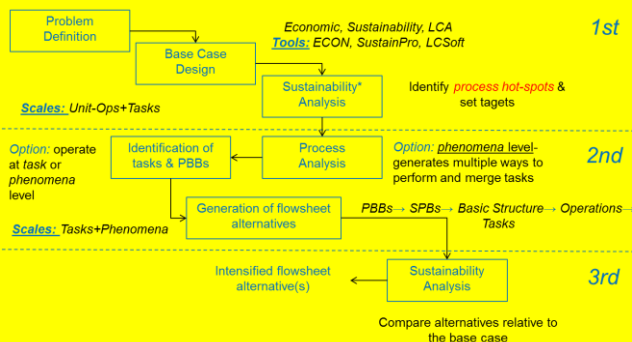 Problem
Definition
Economic, Sustainability, LCA
Tools: ECON, SustainPro, LCSoft
1st
Base Case
Design
Sustainability*
Analysis
Identify process hot-spots &
set tagets
Scales: Unit-Ops+Tasks
Option: operate
at task or
phenomena
level
Identification of
tasks & PBBs
Process
Analysis
Option: phenomena level-
generates multiple ways to
perform and merge tasks
2nd
Generation of flowsheet
alternatives
PBBs→ SPBs→ Basic Structure→ Operations→
Tasks
Scales: Tasks+Phenomena
Intensified flowsheet
alternative(s)
Sustainability
Analysis
3rd
Compare alternatives relative to
the base case